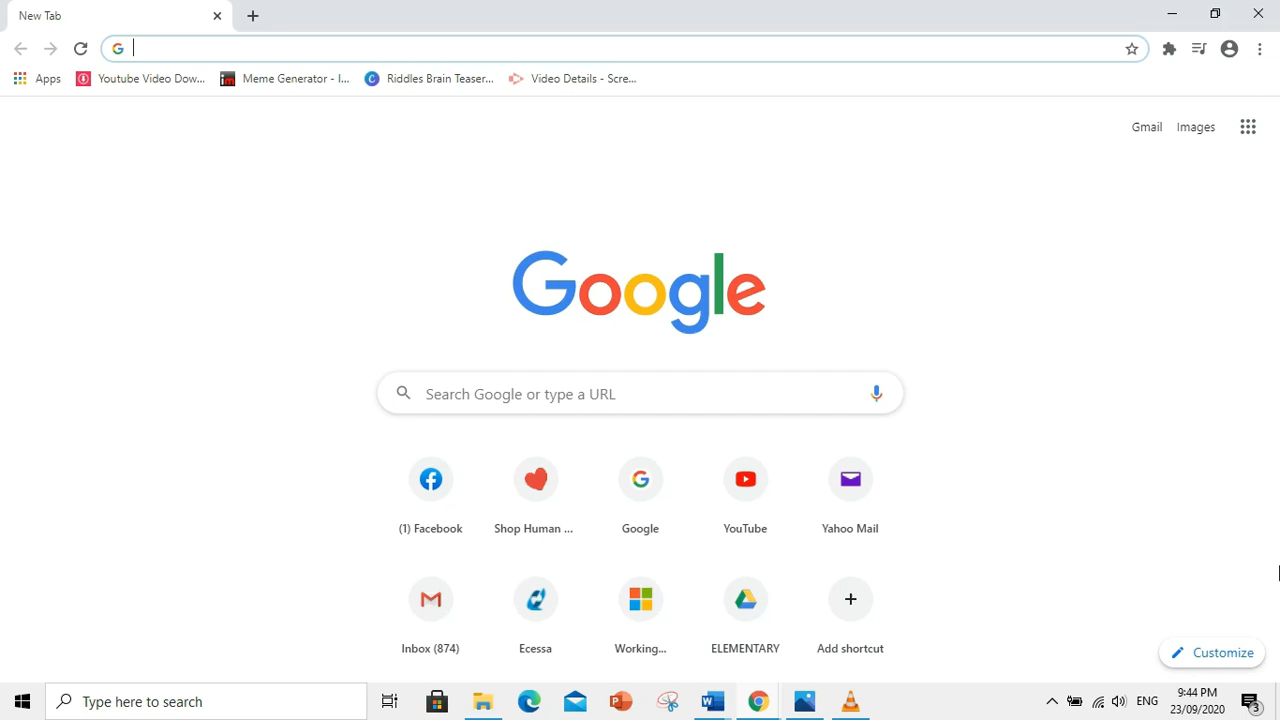 New Tab
Apps Youtube Video Dow... Meme Generator - I... Riddles Brain Teaser... Video Details - Scre...
Gmail Images
Google
Search Google or type a URL
(1) Facebook Shop Human ... Google YouTube Yahoo Mail
Inbox (874) Ecessa Working... ELEMENTARY Add shortcut
Customize
Type here to search
ENG
9:44 PM
23/09/2020
3